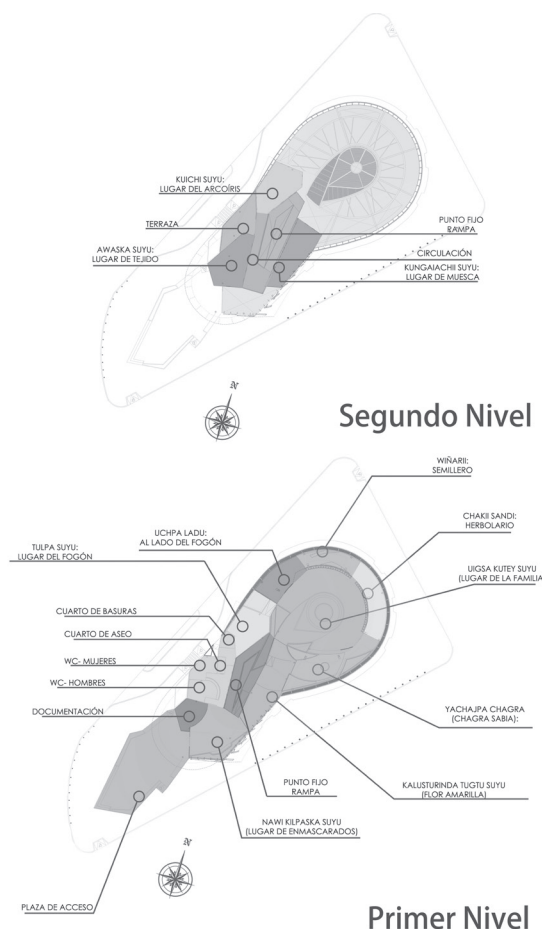 KUICHI SUYU:
LUGAR DEL ARCOÍRIS
TERRAZA
AWASKA SUYU:
LUGAR DE TEJIDO
PUNTO FIJO
RAMPA
CIRCULACIÓN
KUNGAIACHII SUYU:
LUGAR DE MUESCA
N
Segundo Nivel
WIÑARII:
SEMILLERO
CHAKII SANDI:
HERBOLARIO
UCHPA LADU:
AL LADO DEL FOGÓN
TULPA SUYU:
LUGAR DEL FOGÓN
UIGSA KUTEY SUYU
(LUGAR DE LA FAMILIA
CUARTO DE BASURAS
CUARTO DE ASEO
WC- MUJERES
WC- HOMBRES
DOCUMENTACIÓN
YACHAJPA CHAGRA
(CHAGRA SABIA):
PUNTO FIJO
RAMPA
KALUSTURINDA TUGTU SUYU
(FLOR AMARILLA)
NAWI KILPASKA SUYU
(LUGAR DE ENMASCARADOS)
N
PLAZA DE ACCESO
Primer Nivel